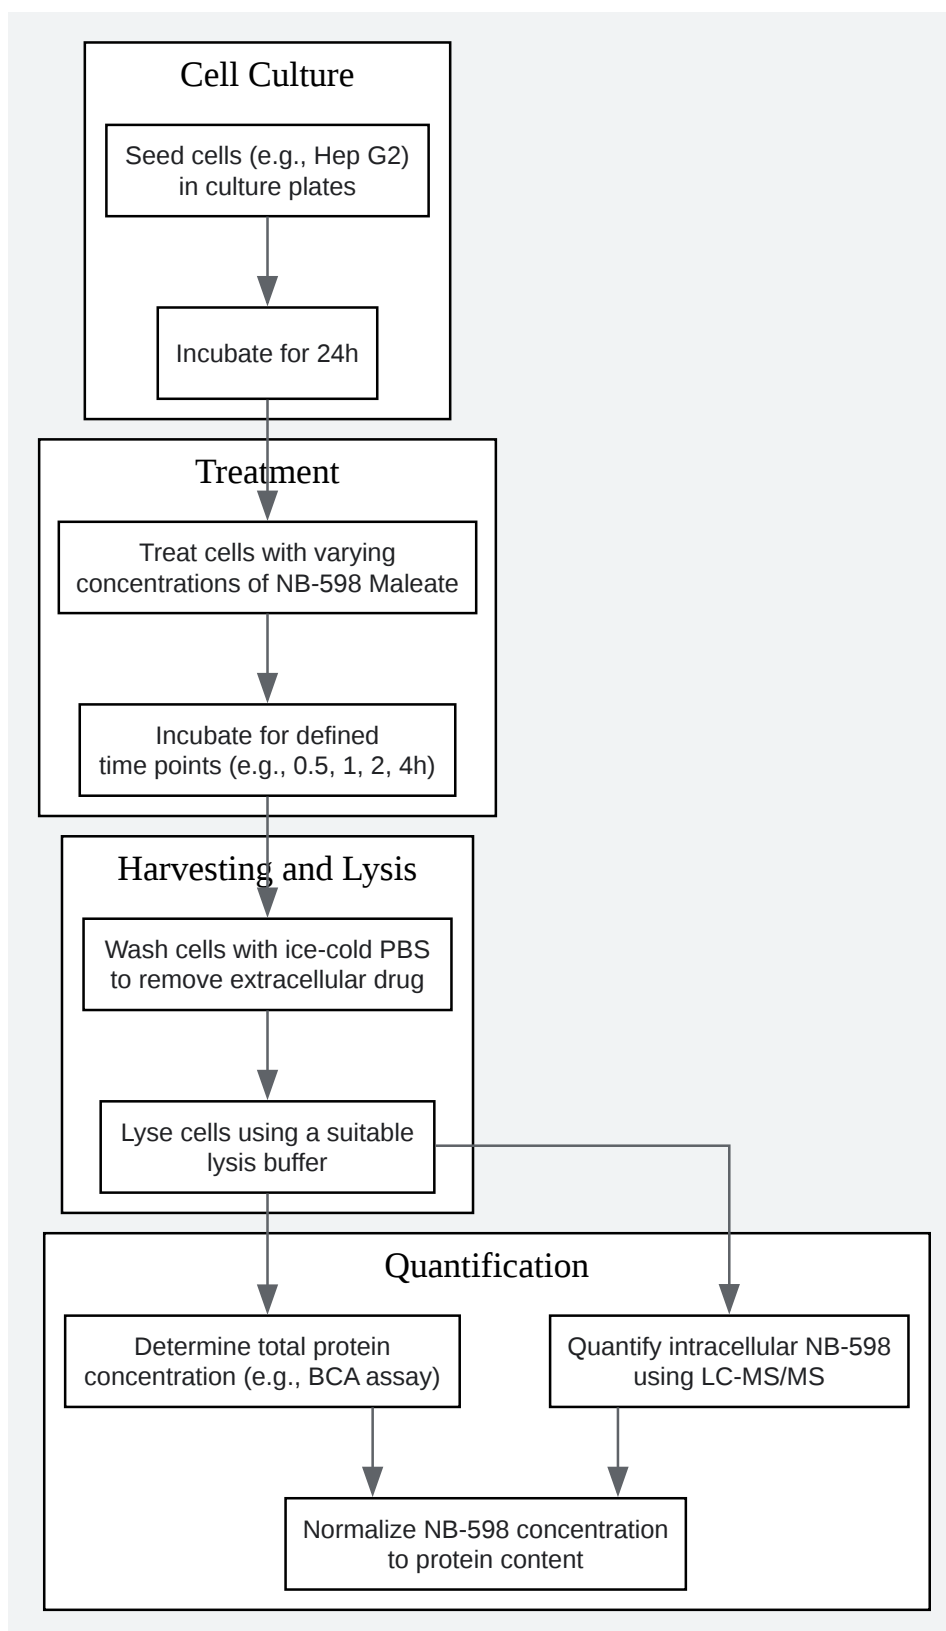 Cell Culture
Seed cells (e.g., Hep G2)
in culture plates
Incubate for 24h
Treatment
Treat cells with varying
concentrations of NB-598 Maleate
Incubate for defined
time points (e.g., 0.5, 1, 2, 4h)
Harvesting and Lysis
Wash cells with ice-cold PBS
to remove extracellular drug
Lyse cells using a suitable
lysis buffer
Quantification
Determine total protein
concentration (e.g., BCA assay)
Quantify intracellular NB-598
using LC-MS/MS
Normalize NB-598 concentration
to protein content